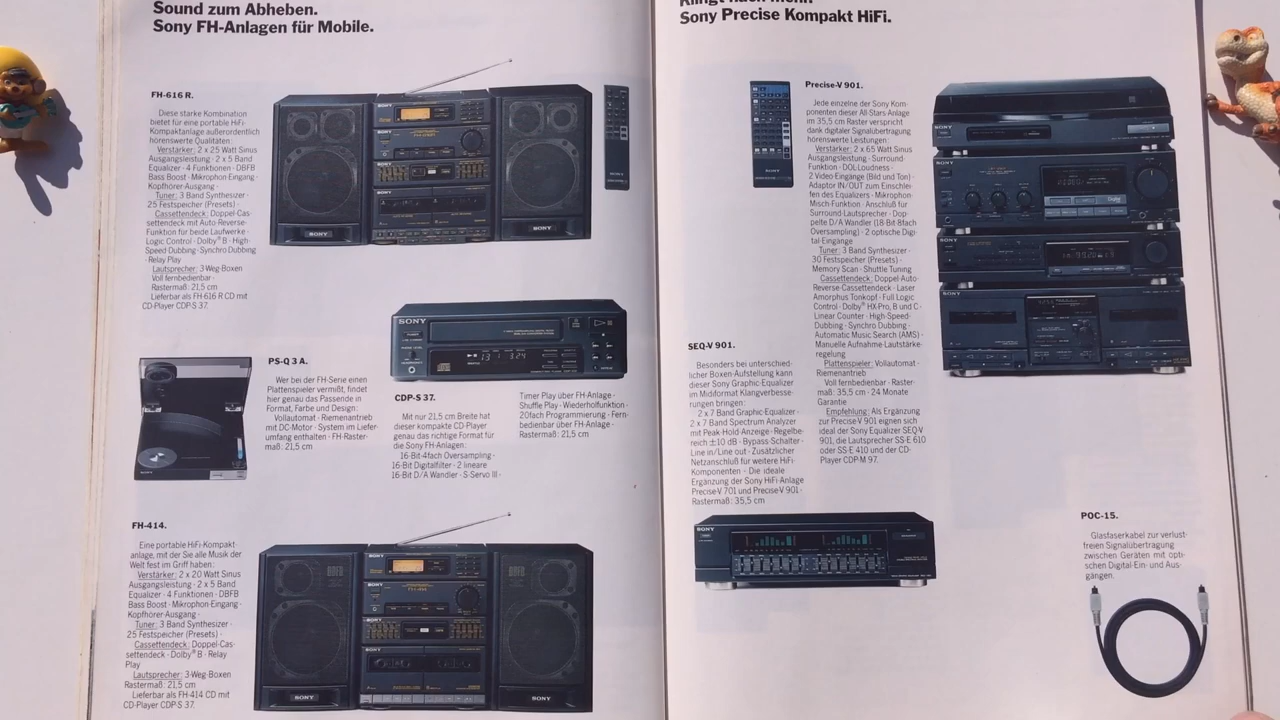 Sound zum Abheben.
Sony FH-Anlagen für Mobile.
FH-616 R.
Diese starke Kombination
bietet für eine portable HiFi-
Kompaktanlage außerordentlich
hörenswerte Qualitäten:
Verstärker: 2 x 25 Watt Sinus
Ausgangsleistung · 2 x 5 Band
Equalizer · 4 Funktionen · DBFB
Bass Boost · Mikrofon Eingang ·
Kopfhörer-Ausgang ·
Tuner: 3 Band Synthesizer ·
25 Festspeicher (Presets) ·
Cassettendeck: Doppel-Cas-
settendeck mit Auto Reverse-
Funktion für beide Laufwerke ·
Logic Control · Dolby® B · High-
Speed Dubbing · Synchro Dubbing
· Relay Play
Lautsprecher: 3 Weg-Boxen
Voll fernbedienbar ·
Rastermaß: 21,5 cm
Lieferbar als FH-616 R CD mit
CD-Player CDP-S 37.
SONY
SONY
SONY
PS-Q 3 A.
Wer bei der FH-Serie einen
Plattenspieler vermißt, findet
hier genau das Passende in
Format, Farbe und Design:
Vollautomat · Riemenantrieb
mit DC-Motor · System im Liefer-
umfang enthalten · FH-Raster-
maß: 21,5 cm
SONY
CDP-S 37.
Mit nur 21,5 cm Breite hat
dieser kompakte CD-Player
genau das richtige Format für
die Sony FH-Anlagen:
16-Bit-4fach Oversampling ·
16-Bit Digitalfilter · 2 lineare
16-Bit D/A Wandler · S-Servo III ·
Timer Play über FH-Anlage ·
Shuffle Play · Wiederholfunktion ·
20fach Programmierung · Fern-
bedienbar über FH-Anlage ·
Rastermaß: 21,5 cm
FH-414.
Eine portable HiFi-Kompakt-
anlage, mit der Sie alle Musik der
Welt fest im Griff haben:
Verstärker: 2 x 20 Watt Sinus
Ausgangsleistung · 2 x 5 Band
Equalizer · 4 Funktionen · DBFB
Bass Boost · Mikrophon-Eingang ·
Kopfhörer-Ausgang ·
Tuner: 3 Band Synthesizer ·
25 Festspeicher (Presets) ·
Cassettendeck: Doppel-Cas-
settendeck · Dolby® B · Relay
Play
Lautsprecher: 3-Weg-Boxen
Rastermaß: 21,5 cm
Lieferbar als FH-414 CD mit
CD-Player CDP-S 37.
SONY
SONY
Klingt nach mehr.
Sony Precise Kompakt HiFi.
Precise-V 901.
Jede einzelne der Sony Kom-
ponenten dieser All-Stars-Anlage
im 35,5 cm Raster verspricht
dank digitaler Signalübertragung
hörenswerte Leistungen:
Verstärker: 2 x 65 Watt Sinus
Ausgangsleistung · Surround-
Funktion · DOL Loudness ·
2 Video-Eingänge (Bild und Ton) ·
Adaptor IN/OUT zum Einschlei-
fen des Equalizers · Mikrophon-
Misch-Funktion · Anschluß für
Surround-Lautsprecher · Dop-
pelte D/A Wandler (18-Bit 8fach
Oversampling) · 2 optische Digi-
tal-Eingänge
Tuner: 3 Band Synthesizer ·
30 Festspeicher (Presets) ·
Memory Scan · Shuttle Tuning
Cassettendeck: Doppel-Auto-
Reverse-Cassettendeck · Laser
Amorphus Tonkopf · Full Logic
Control · Dolby® HX-Pro, B und C ·
Linear Counter · High-Speed-
Dubbing · Synchro Dubbing ·
Automatic Music Search (AMS) ·
Manuelle Aufnahme-Lautstärke-
regelung
Plattenspieler: Vollautomat ·
Riemenantrieb
Voll fernbedienbar · Raster-
maß: 35,5 cm · 24 Monate
Garantie
Empfehlung: Als Ergänzung
zur Precise-V 901 eignen sich
ideal der Sony Equalizer SEQ-V
901, die Lautsprecher SS-E 610
oder SS-E 410 und der CD-
Player CDP-M 97.
SONY
SEQ-V 901.
Besonders bei unterschied-
licher Boxen-Aufstellung kann
dieser Sony Graphic-Equalizer
im Midiformat Klangverbesse-
rungen bringen:
2 x 7 Band Graphic-Equalizer ·
2 x 7 Band Spectrum Analyzer
mit Peak-Hold-Anzeige · Regelbe-
reich ±10 dB · Bypass-Schalter ·
Line in/Line out · Zusätzlicher
Netzanschluß für weitere HiFi-
Komponenten · Die ideale
Ergänzung der Sony HiFi-Anlage
Precise-V 701 und Precise-V 901 ·
Rastermaß: 35,5 cm
SONY
POC-15.
Glasfaserkabel zur verlust-
freien Signalübertragung
zwischen Geräten mit opti-
schen Digital-Ein- und Aus-
gängen.